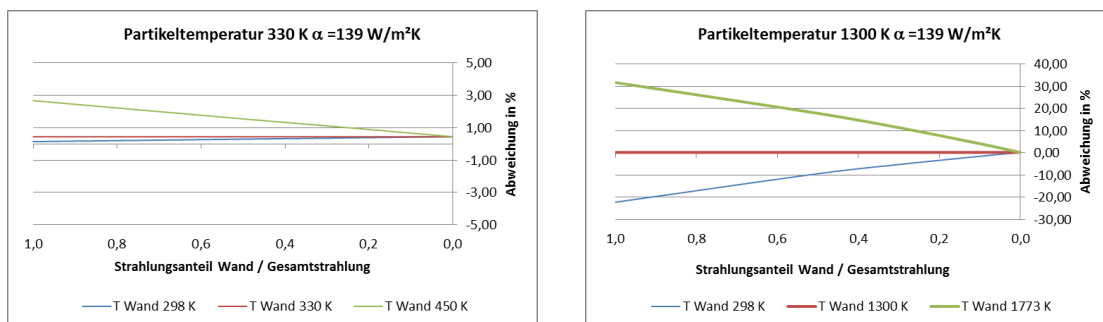 Partikeltemperatur 330 K α =139 W/m²K
5,00
3,00
1,00
-1,00
-3,00
-5,00
Abweichung in %
1,0 0,8 0,6 0,4 0,2 0,0
Strahlungsanteil Wand / Gesamtstrahlung
T Wand 298 K T Wand 330 K T Wand 450 K
Partikeltemperatur 1300 K α =139 W/m²K
40,00
30,00
20,00
10,00
0,00
-10,00
-20,00
-30,00
Abweichung in %
1,0 0,8 0,6 0,4 0,2 0,0
Strahlungsanteil Wand / Gesamtstrahlung
T Wand 298 K T Wand 1300 K T Wand 1773 K